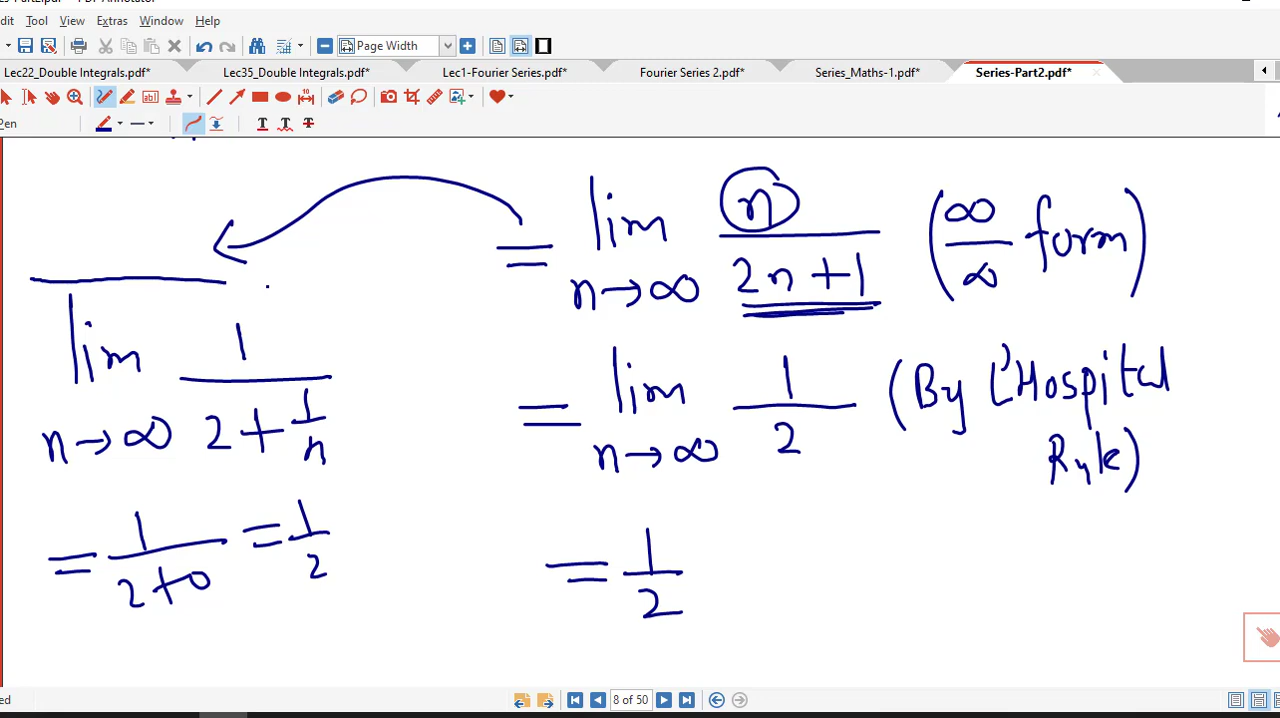 dit Tool View Extras Window Help
Page Width
Lec22_Double Integrals.pdf* Lec35_Double Integrals.pdf* Lec1-Fourier Series.pdf* Fourier Series 2.pdf* Series_Maths-1.pdf* Series-Part2.pdf*
= lim n→∞ n/(2n+1) (∞/∞ form)
= lim n→∞ 1/2 (By L'Hospital
Rule)
= 1/2
lim n→∞ 1/(2+1/n)
= 1/(2+0) = 1/2
8 of 50